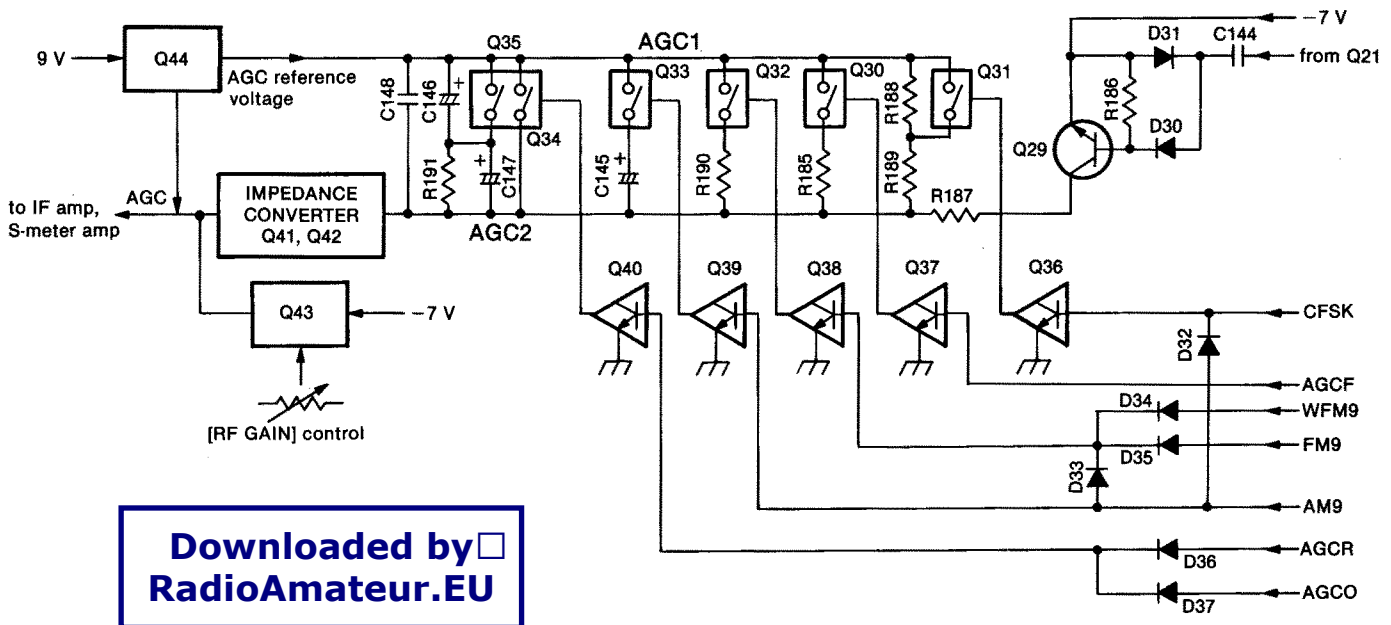 9 V
Q44
AGC reference
voltage
AGC1
Q35
Q34
Q33
Q32
Q30
Q31
C148
C146
R191
C147
C145
R190
R185
R188
R189
R187
-7 V
D31
C144
from Q21
R186
D30
Q29
to IF amp,
S-meter amp
AGC
IMPEDANCE
CONVERTER
Q41, Q42
AGC2
Q43
-7 V
[RF GAIN] control
Q40
Q39
Q38
Q37
Q36
CFSK
D32
AGCF
D34
WFM9
D35
FM9
D33
AM9
D36
AGCR
D37
AGCO
Downloaded by□
RadioAmateur.EU